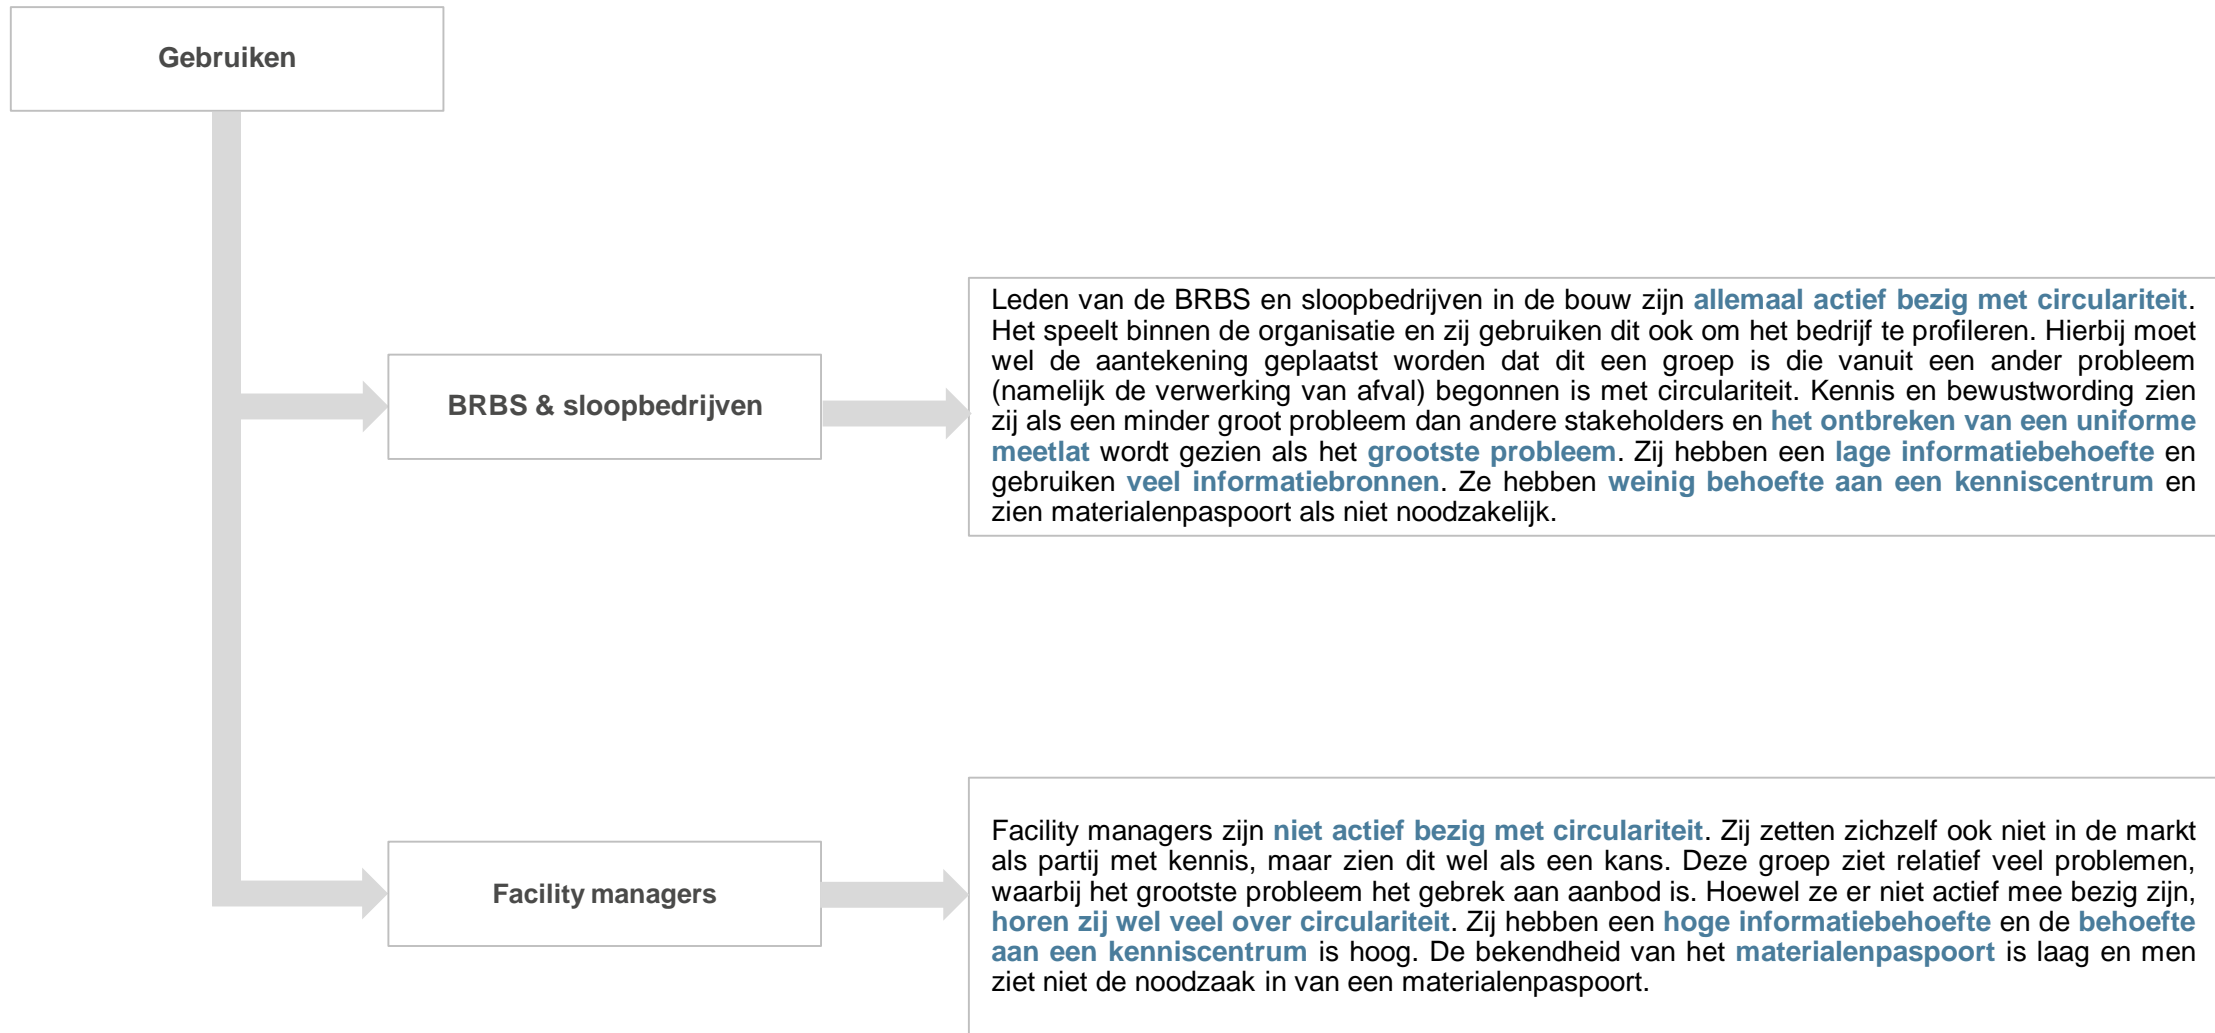 Gebruiken
BRBS & sloopbedrijven
Leden van de BRBS en sloopbedrijven in de bouw zijn allemaal actief bezig met circulariteit.
Het speelt binnen de organisatie en zij gebruiken dit ook om het bedrijf te profileren. Hierbij moet
wel de aantekening geplaatst worden dat dit een groep is die vanuit een ander probleem
(namelijk de verwerking van afval) begonnen is met circulariteit. Kennis en bewustwording zien
zij als een minder groot probleem dan andere stakeholders en het ontbreken van een uniforme
meetlat wordt gezien als het grootste probleem. Zij hebben een lage informatiebehoefte en
gebruiken veel informatiebronnen. Ze hebben weinig behoefte aan een kenniscentrum en
zien materialenpaspoort als niet noodzakelijk.
Facility managers
Facility managers zijn niet actief bezig met circulariteit. Zij zetten zichzelf ook niet in de markt
als partij met kennis, maar zien dit wel als een kans. Deze groep ziet relatief veel problemen,
waarbij het grootste probleem het gebrek aan aanbod is. Hoewel ze er niet actief mee bezig zijn,
horen zij wel veel over circulariteit. Zij hebben een hoge informatiebehoefte en de behoefte
aan een kenniscentrum is hoog. De bekendheid van het materialenpaspoort is laag en men
ziet niet de noodzaak in van een materialenpaspoort.